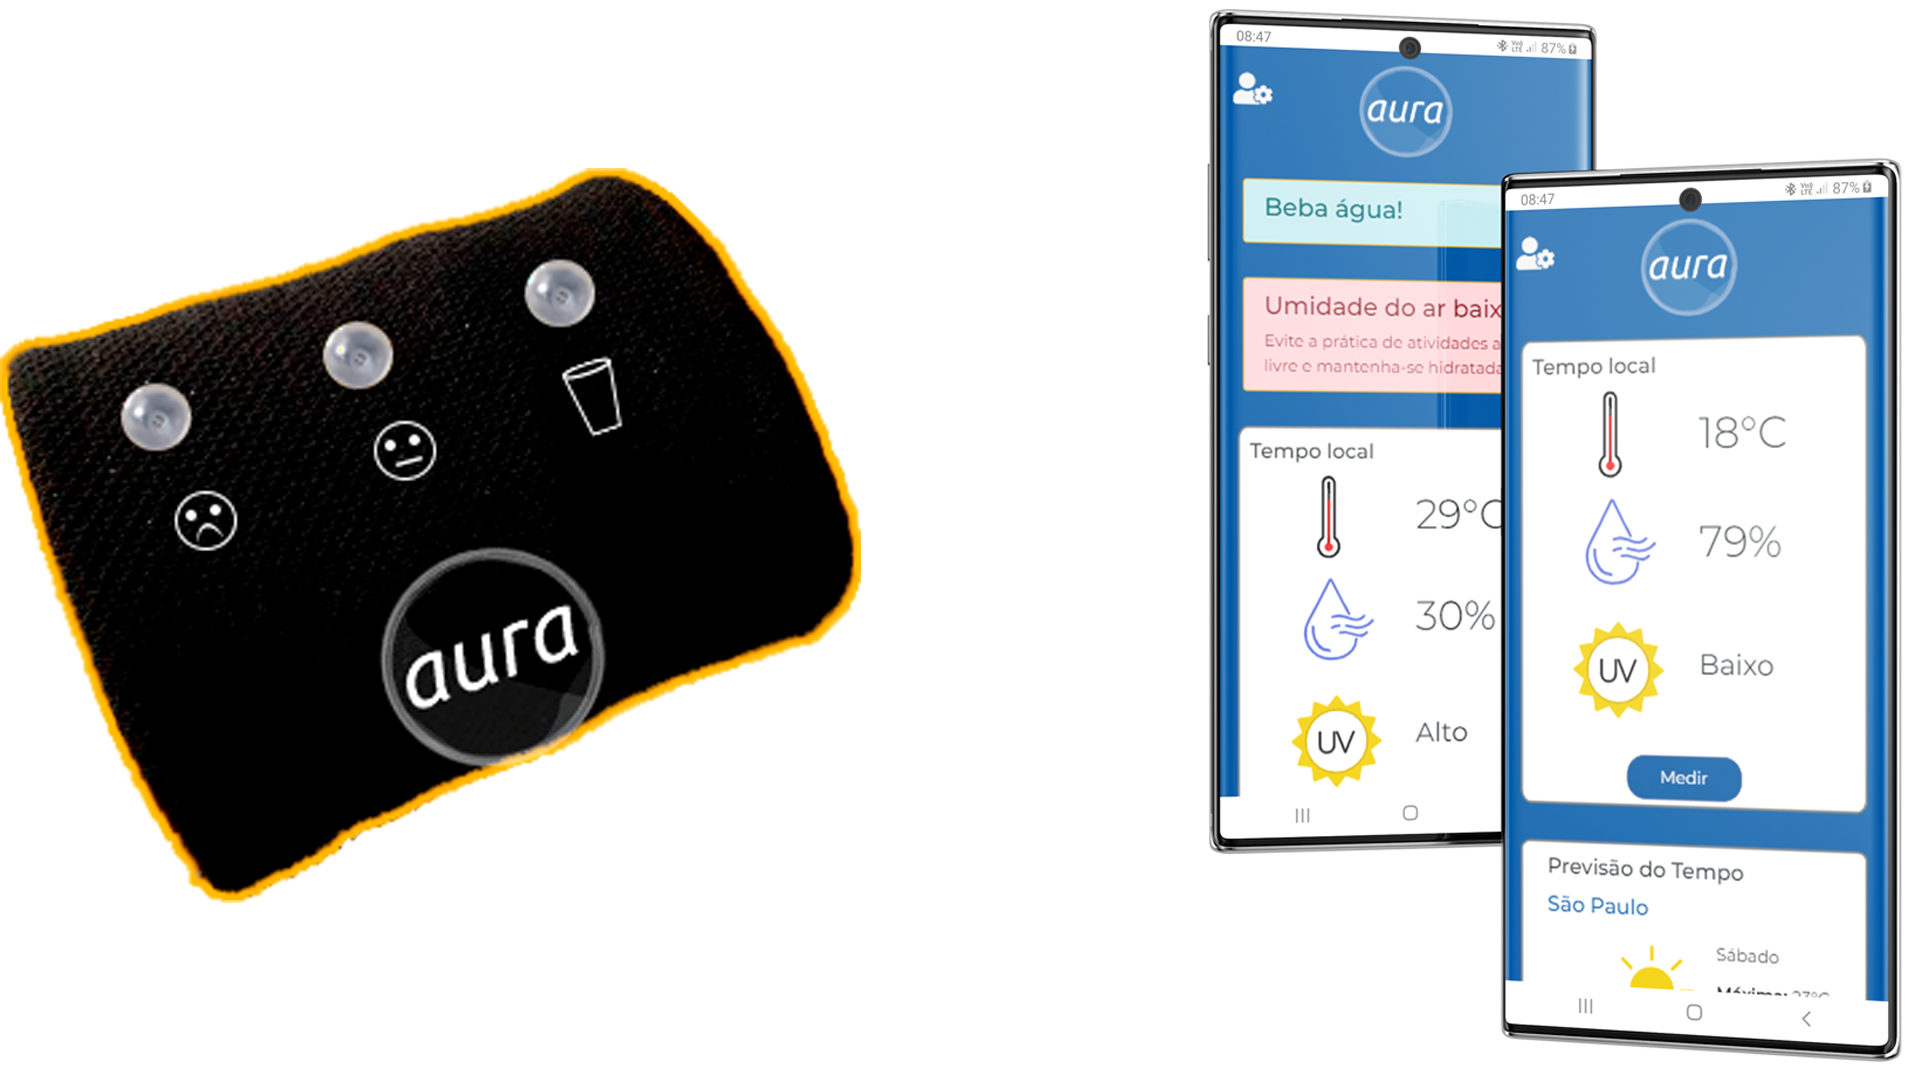 aura
08:47
87%
aura
Beba água!
Umidade do ar baix
Evite a prática de atividades a
livre e mantenha-se hidratada
Tempo local
29°C
30%
UV
Alto
08:47
87%
aura
Tempo local
18°C
79%
UV
Baixo
Medir
Previsão do Tempo
São Paulo
Sábado